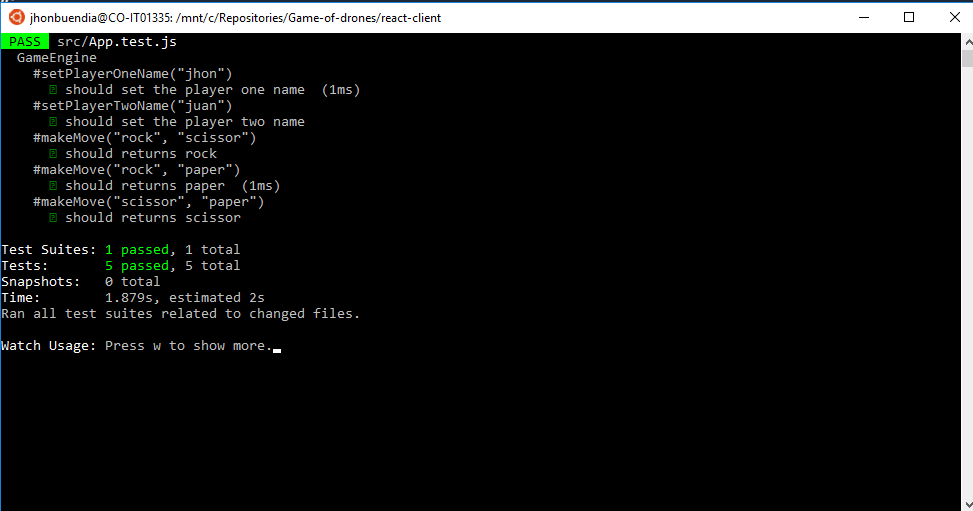 jhonbuendia@CO-IT01335: /mnt/c/Repositories/Game-of-drones/react-client
PASS src/App.test.js
GameEngine
#setPlayerOneName("jhon")
should set the player one name (1ms)
#setPlayerTwoName("juan")
should set the player two name
#makeMove("rock", "scissor")
should returns rock
#makeMove("rock", "paper")
should returns paper (1ms)
#makeMove("scissor", "paper")
should returns scissor
Test Suites: 1 passed, 1 total
Tests: 5 passed, 5 total
Snapshots: 0 total
Time: 1.879s, estimated 2s
Ran all test suites related to changed files.
Watch Usage: Press w to show more.